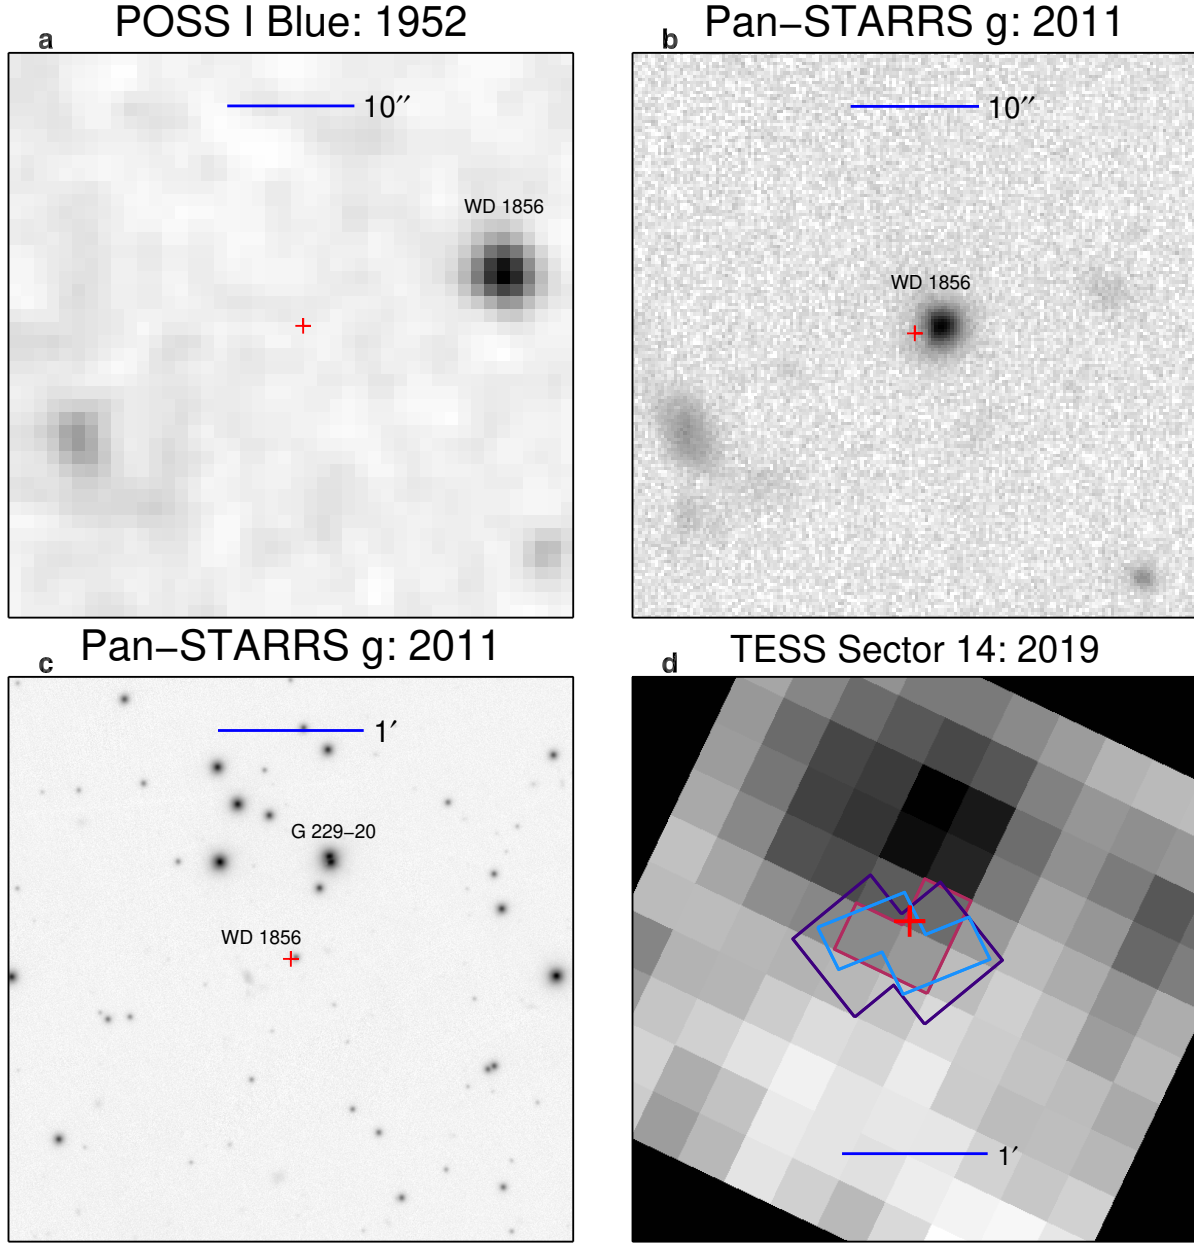 POSS I Blue: 1952
a
10″
WD 1856
Pan−STARRS g: 2011
b
10″
WD 1856
Pan−STARRS g: 2011
c
1′
G 229−20
WD 1856
TESS Sector 14: 2019
d
1′